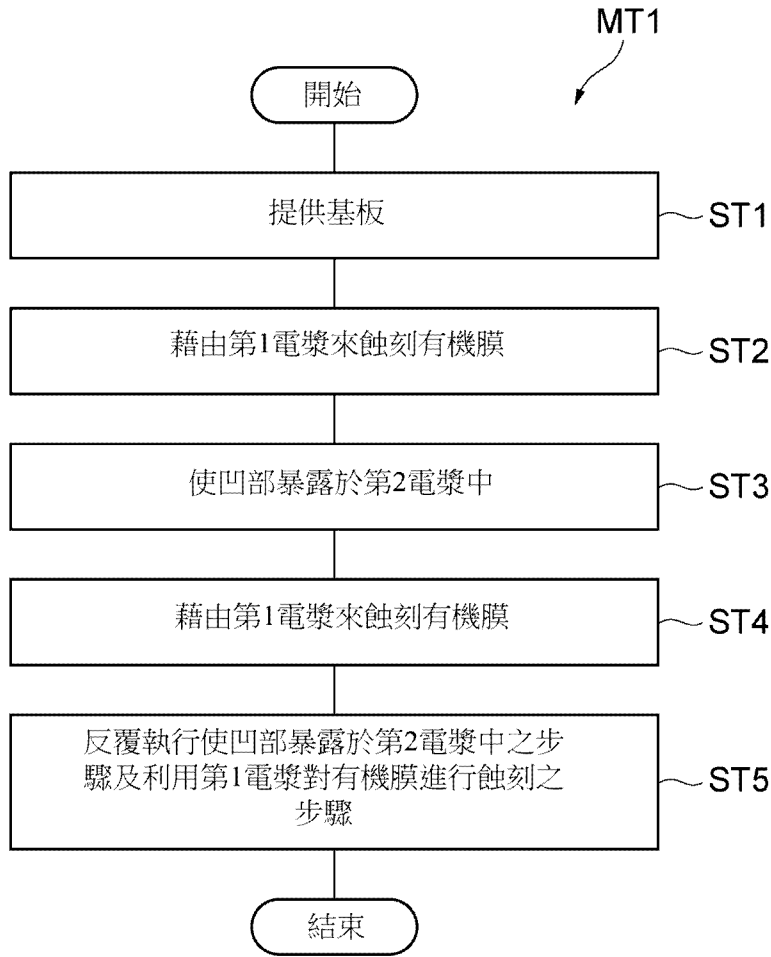 MT1
開始
提供基板
ST1
藉由第1電漿來蝕刻有機膜
ST2
使凹部暴露於第2電漿中
ST3
藉由第1電漿來蝕刻有機膜
ST4
反覆執行使凹部暴露於第2電漿中之步
驟及利用第1電漿對有機膜進行蝕刻之
步驟
ST5
結束